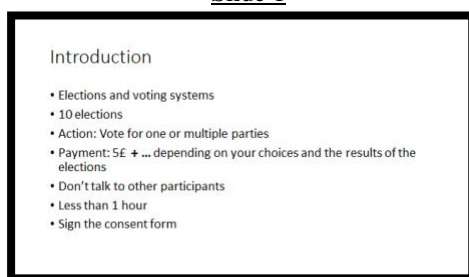 Slide 1
Introduction
• Elections and voting systems
• 10 elections
• Action: Vote for one or multiple parties
• Payment: 5£ + ... depending on your choices and the results of the
elections
• Don't talk to other participants
• Less than 1 hour
• Sign the consent form